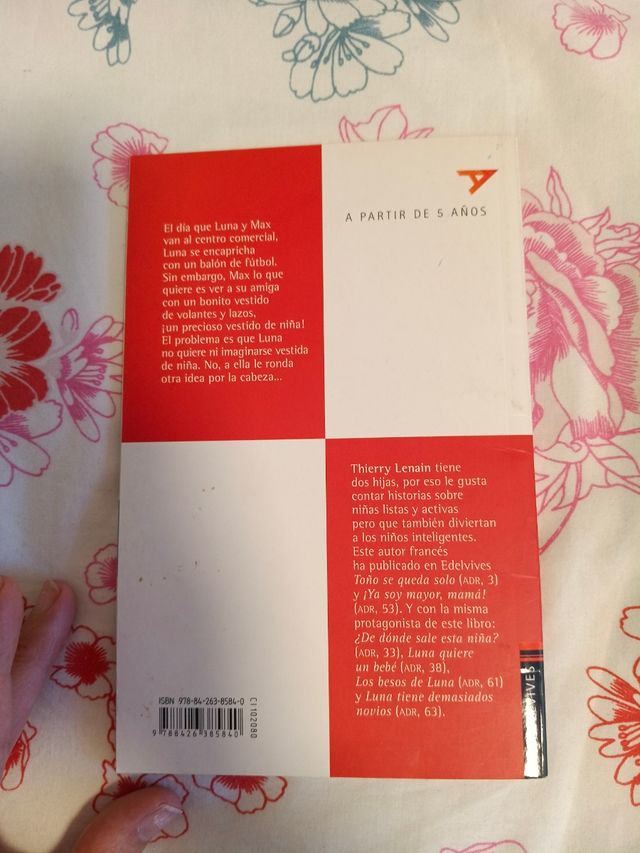 El día que Luna y Max
van al centro comercial,
Luna se encapricha
con un balón de fútbol.
Sin embargo, Max lo que
quiere es ver a su amiga
con un bonito vestido
de volantes y lazos,
¡un precioso vestido de niña!
El problema es que Luna
no quiere ni imaginarse vestida
de niña. No, a ella le ronda
otra idea por la cabeza...
A PARTIR DE 5 AÑOS
Thierry Lenain tiene
dos hijas, por eso le gusta
contar historias sobre
niñas listas y activas
pero que también diviertan
a los niños inteligentes.
Este autor francés
ha publicado en Edelvives
Toño se queda solo (ADR, 3)
y ¡Ya soy mayor, mamá!
(ADR, 53). Y con la misma
protagonista de este libro:
¿De dónde sale esta niña?
(ADR, 33), Luna quiere
un bebé (ADR, 38),
Los besos de Luna (ADR, 61)
y Luna tiene demasiados
novios (ADR, 63).
ISBN 978-84-263-8584-0
9 788426 385840
CI 102080